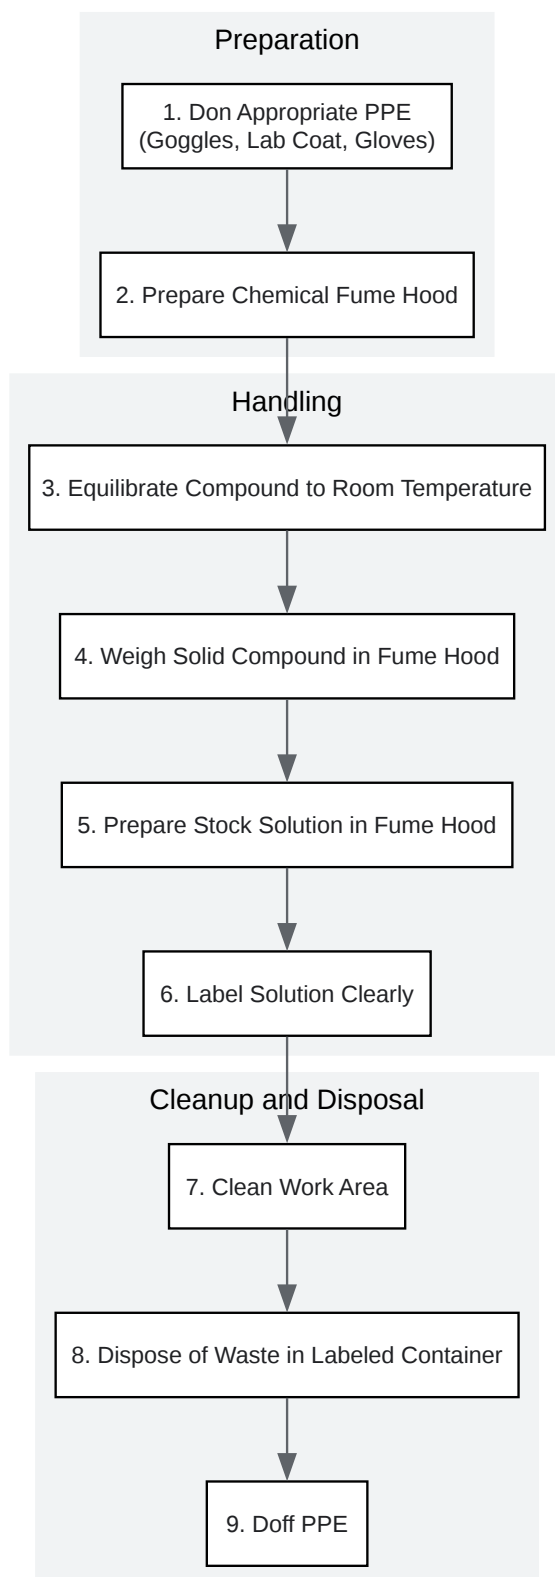 Preparation
1. Don Appropriate PPE
(Goggles, Lab Coat, Gloves)
2. Prepare Chemical Fume Hood
Handling
3. Equilibrate Compound to Room Temperature
4. Weigh Solid Compound in Fume Hood
5. Prepare Stock Solution in Fume Hood
6. Label Solution Clearly
Cleanup and Disposal
7. Clean Work Area
8. Dispose of Waste in Labeled Container
9. Doff PPE